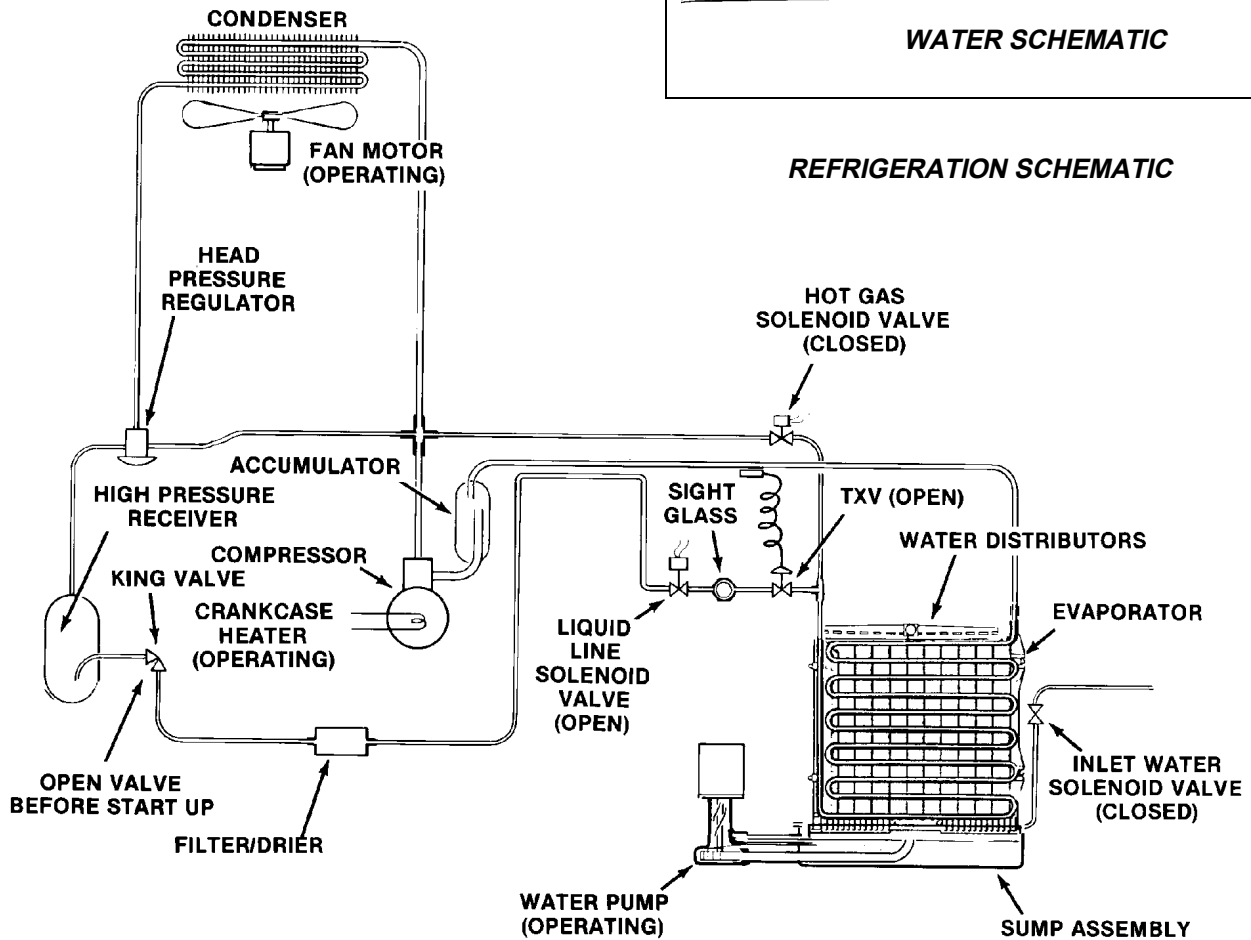 CONDENSER
WATER SCHEMATIC
FAN MOTOR
(OPERATING)
REFRIGERATION SCHEMATIC
HEAD
PRESSURE
REGULATOR
HOT GAS
SOLENOID VALVE
(CLOSED)
ACCUMULATOR
HIGH PRESSURE
RECEIVER
SIGHT
GLASS
TXV (OPEN)
WATER DISTRIBUTORS
COMPRESSOR
KING VALVE
CRANKCASE
HEATER
(OPERATING)
EVAPORATOR
LIQUID
LINE
SOLENOID
VALVE
(OPEN)
OPEN VALVE
BEFORE START UP
INLET WATER
SOLENOID VALVE
(CLOSED)
FILTER/DRIER
WATER PUMP
(OPERATING)
SUMP ASSEMBLY